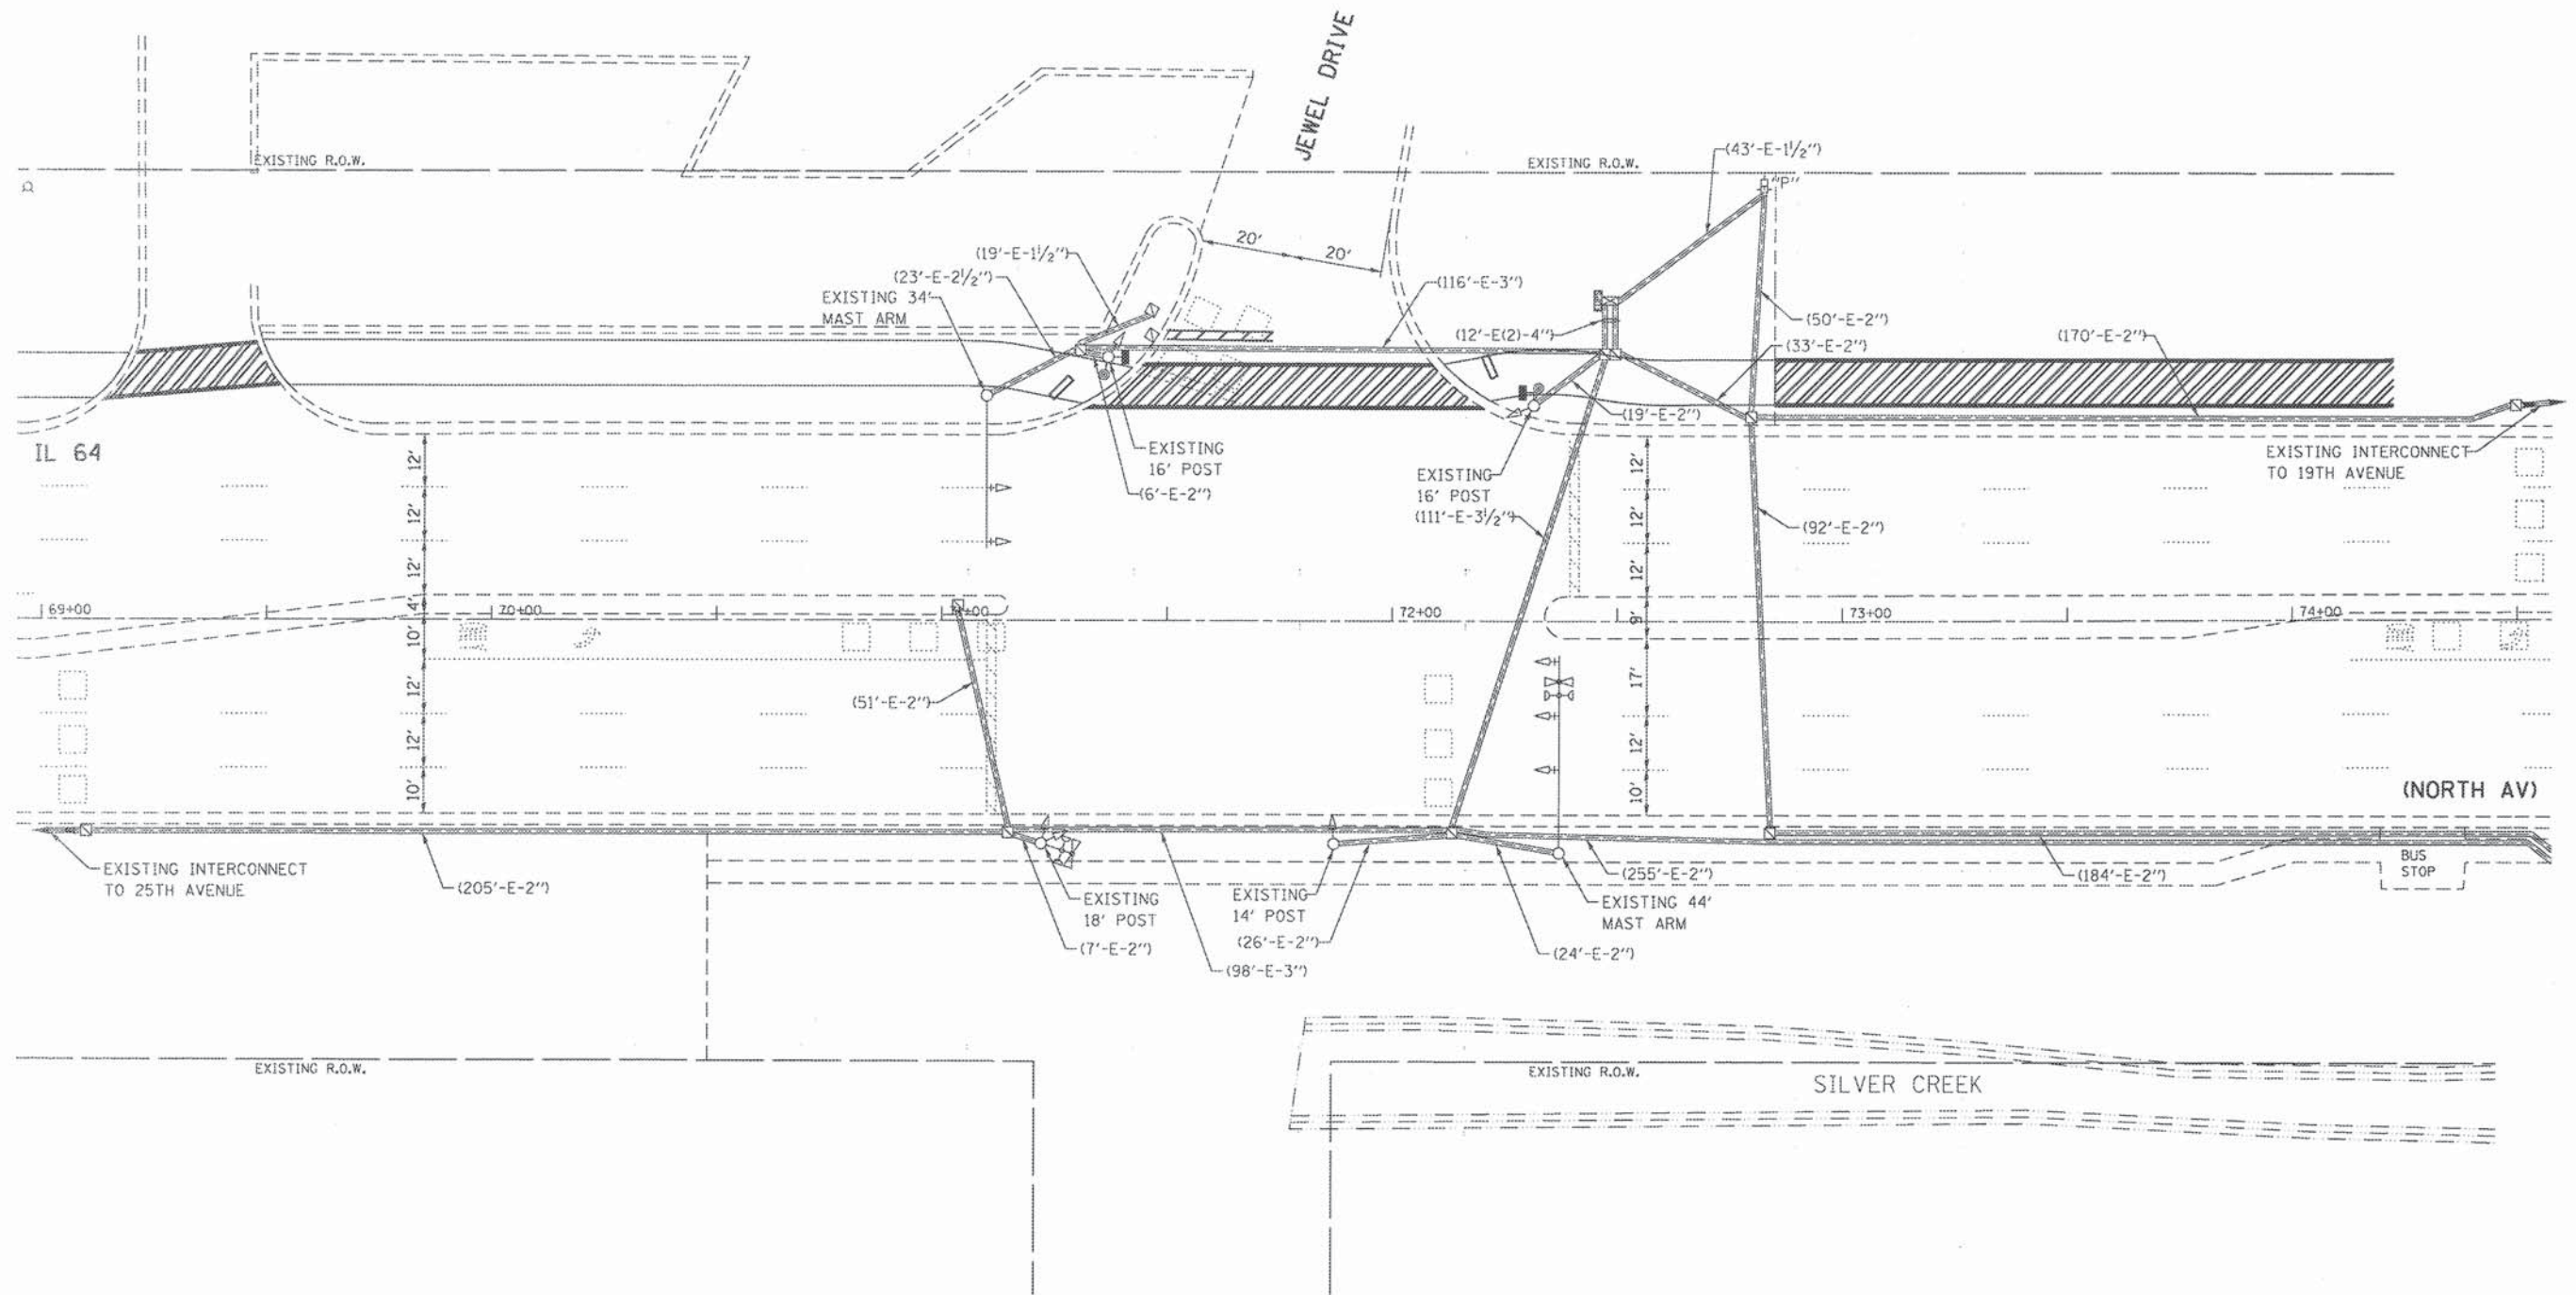 JEWEL DRIVE
EXISTING R.O.W.
EXISTING R.O.W.
(43'-E-1½")
"P"
20'
20'
(19'-E-1½")
(23'-E-2½")
EXISTING 34'
MAST ARM
(116'-E-3")
(12'-E(2)-4")
(50'-E-2")
(33'-E-2")
(170'-E-2")
(19'-E-2")
IL 64
EXISTING
16' POST
(6'-E-2")
EXISTING
16' POST
(111'-E-3½")
EXISTING INTERCONNECT
TO 19TH AVENUE
12'
12'
12'
4'
10'
12'
12'
10'
12'
12'
12'
9'
17'
12'
10'
(92'-E-2")
69+00
70+00
71+00
72+00
73+00
74+00
(51'-E-2")
(NORTH AV)
EXISTING INTERCONNECT
TO 25TH AVENUE
(205'-E-2")
EXISTING
18' POST
(7'-E-2")
EXISTING
14' POST
(26'-E-2")
(98'-E-3")
(255'-E-2")
EXISTING 44'
MAST ARM
(24'-E-2")
(184'-E-2")
BUS
STOP
EXISTING R.O.W.
EXISTING R.O.W.
SILVER CREEK